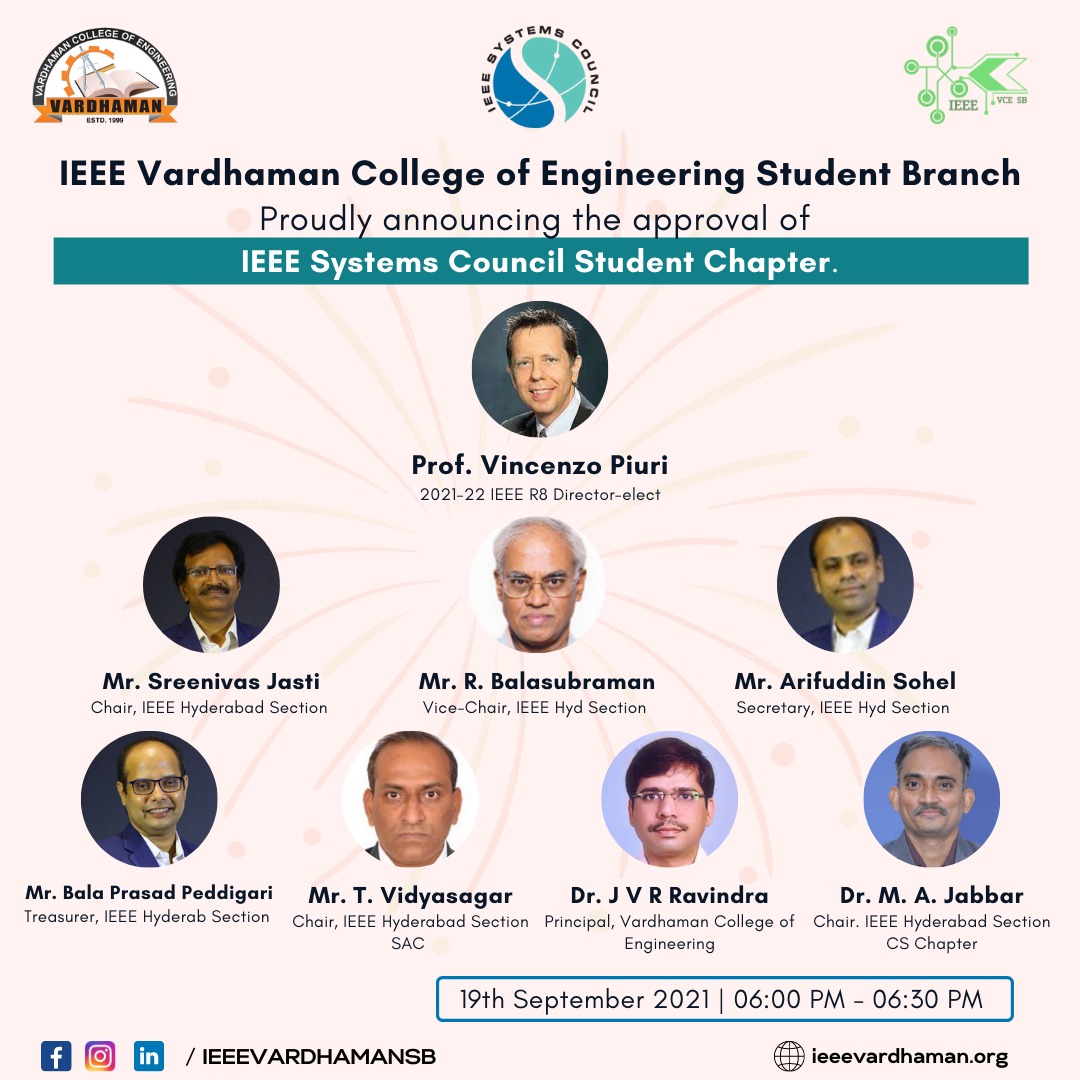 VARDHAMAN COLLEGE OF ENGINEERING
VARDHAMAN
ESTD. 1999
IEEE SYSTEMS COUNCIL
IEEE
VCE SB
IEEE Vardhaman College of Engineering Student Branch
Proudly announcing the approval of
IEEE Systems Council Student Chapter.
Prof. Vincenzo Piuri
2021-22 IEEE R8 Director-elect
Mr. Sreenivas Jasti
Chair, IEEE Hyderabad Section
Mr. R. Balasubraman
Vice-Chair, IEEE Hyd Section
Mr. Arifuddin Sohel
Secretary, IEEE Hyd Section
Mr. Bala Prasad Peddigari
Treasurer, IEEE Hyderab Section
Mr. T. Vidyasagar
Chair, IEEE Hyderabad Section
SAC
Dr. J V R Ravindra
Principal, Vardhaman College of
Engineering
Dr. M. A. Jabbar
Chair. IEEE Hyderabad Section
CS Chapter
19th September 2021 | 06:00 PM - 06:30 PM
/ IEEEVARDHAMANSB
ieeevardhaman.org